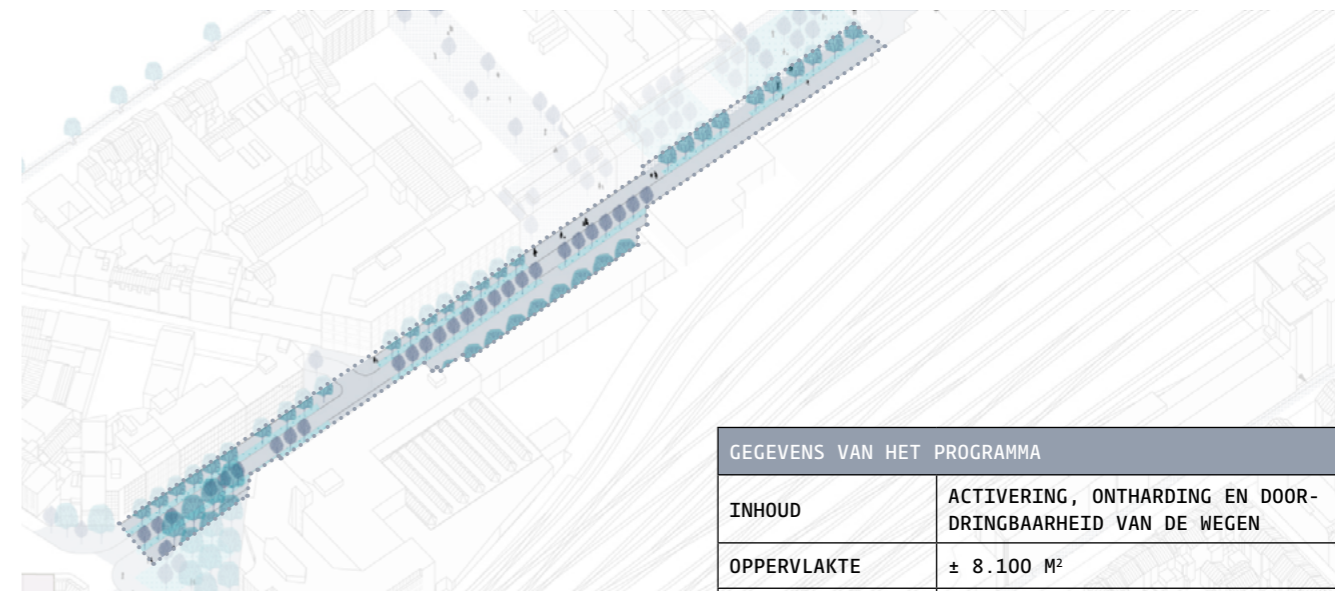 GEGEVENS VAN HET PROGRAMMA
INHOUD
ACTIVERING, ONTHARDING EN DOOR-
DRINGBAARHEID VAN DE WEGEN
OPPERVLAKTE
± 8.100 M²